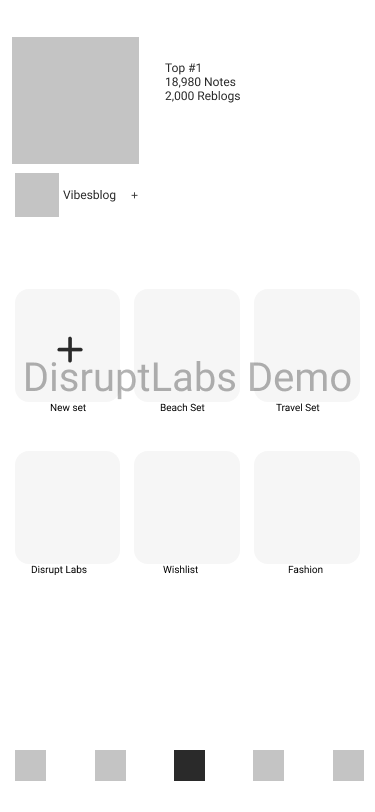 Top #1
18,980 Notes
2,000 Reblogs
Vibesblog +
DisruptLabs Demo
New set
Beach Set
Travel Set
Disrupt Labs
Wishlist
Fashion